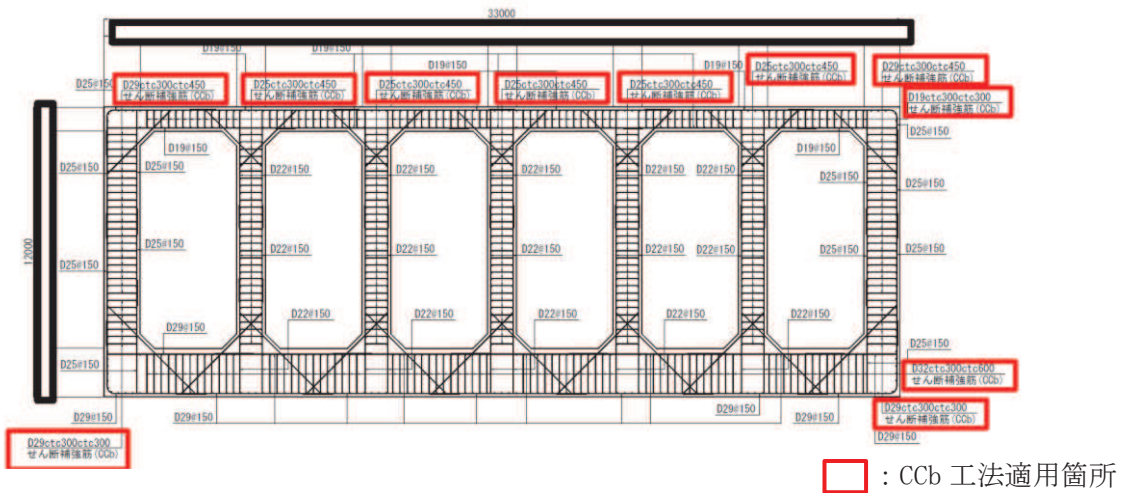 33000
D19@150 D19@150
D19@150 D19@150
D25@150
D29ctc300ctc450
せん断補強筋(CCb)
D25ctc300ctc450
せん断補強筋(CCb)
D25ctc300ctc450
せん断補強筋(CCb)
D25ctc300ctc450
せん断補強筋(CCb)
D25ctc300ctc450
せん断補強筋(CCb)
D25ctc300ctc450
せん断補強筋(CCb)
D29ctc300ctc450
せん断補強筋(CCb)
D19ctc300ctc300
せん断補強筋(CCb)
D25@150
D19@150 D19@150
D25@150 D25@150 D22@150 D22@150 D22@150 D22@150 D25@150 D25@150
12000
D25@150 D25@150 D22@150 D22@150 D22@150 D22@150 D22@150 D25@150 D25@150
D29@150 D22@150 D22@150 D22@150 D22@150 D22@150
D25@150 D25@150
D32ctc300ctc600
せん断補強筋(CCb)
D29@150 D29@150 D29@150 D29@150
D29ctc300ctc300
せん断補強筋(CCb)
D29@150
D29ctc300ctc300
せん断補強筋(CCb)
：CCb 工法適用箇所